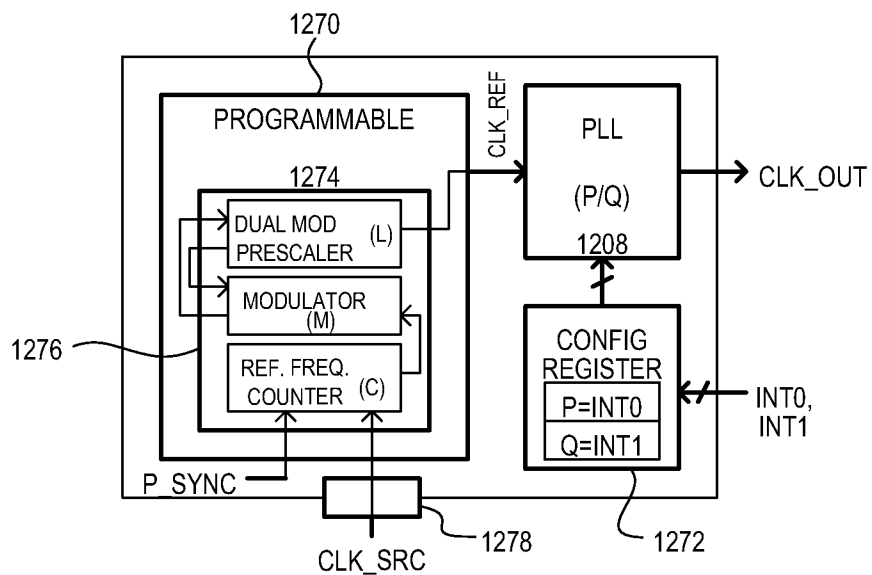 1270
PROGRAMMABLE
CLK_REF
PLL
(P/Q)
1208
CLK_OUT
1274
DUAL MOD
PRESCALER
(L)
MODULATOR
(M)
1276
REF. FREQ.
COUNTER
(C)
CONFIG
REGISTER
P=INT0
Q=INT1
INT0,
INT1
P_SYNC
CLK_SRC
1278
1272